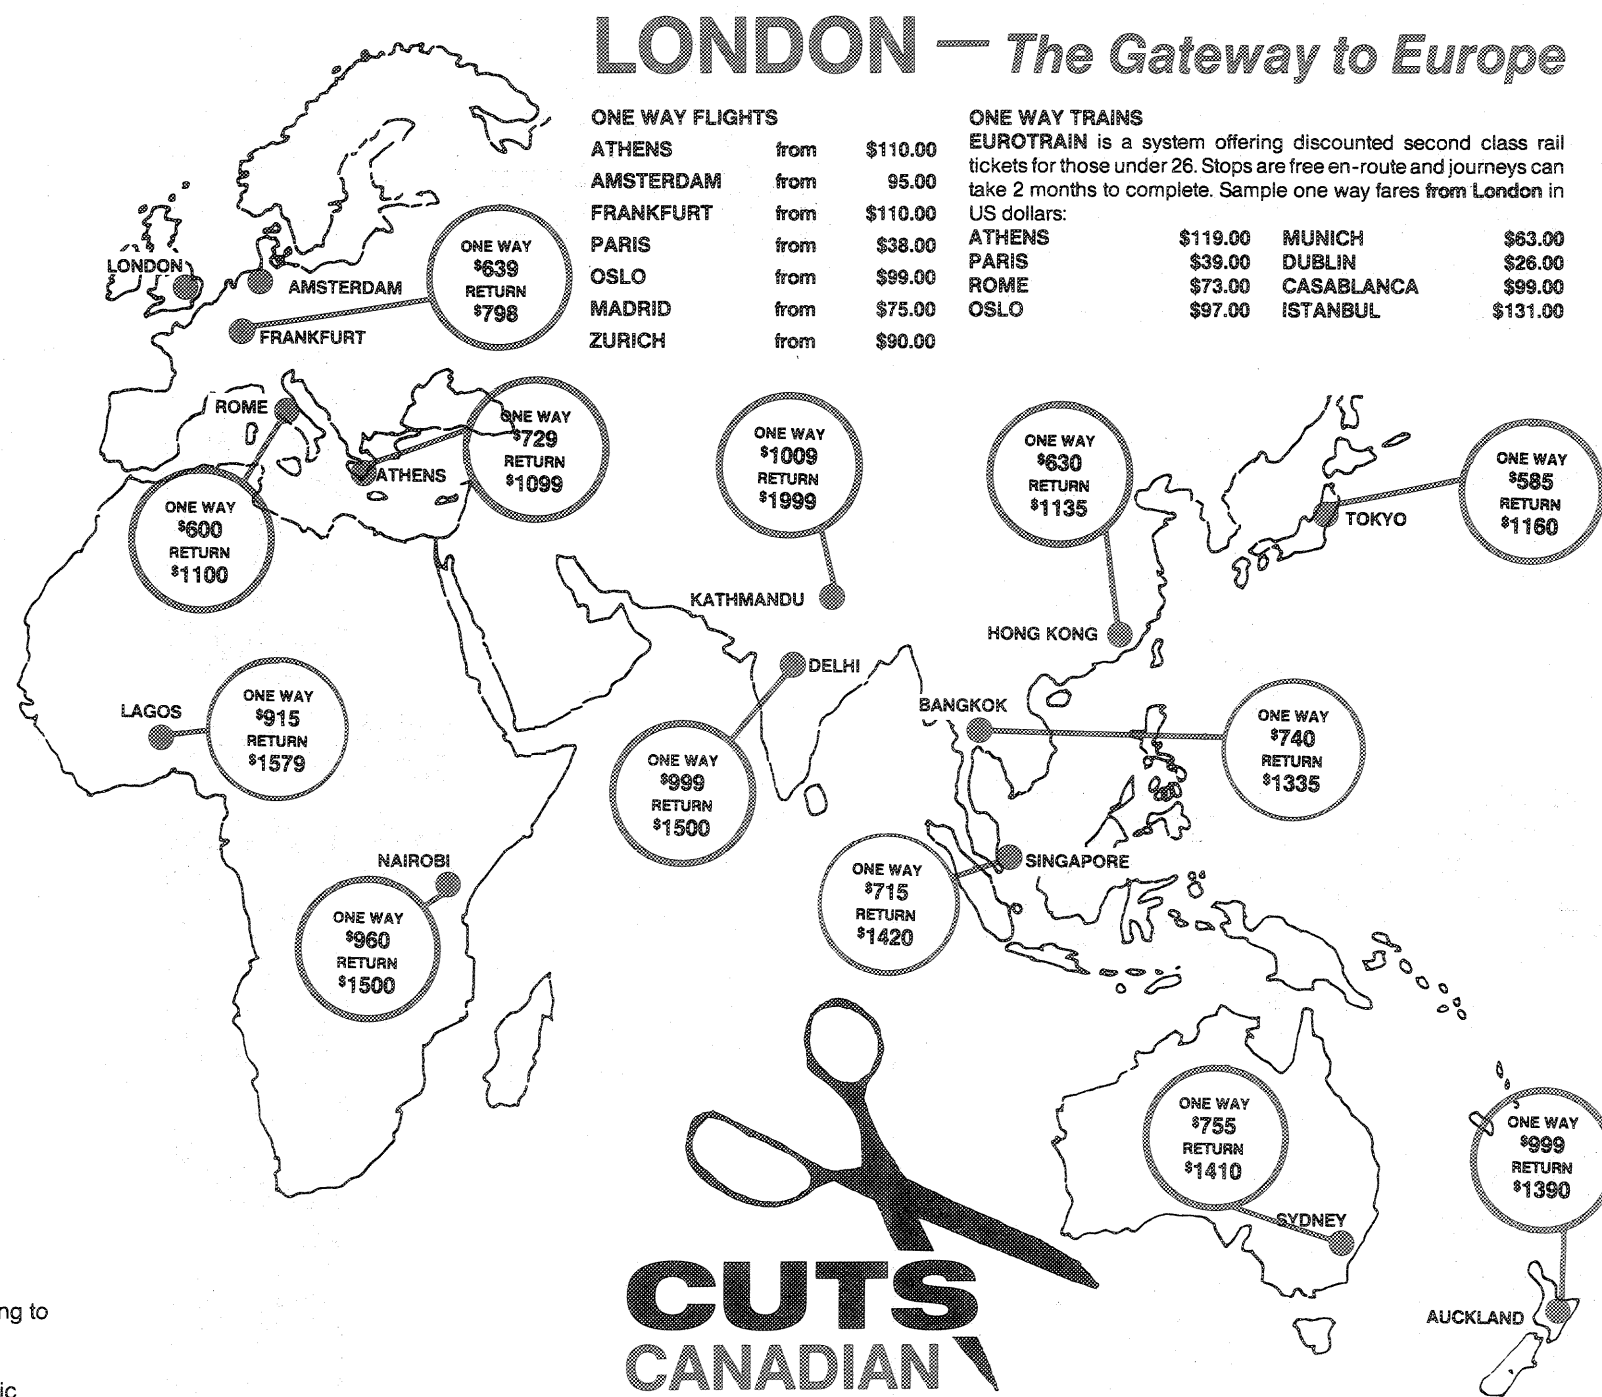 LONDON — The Gateway to Europe
ONE WAY FLIGHTS
ATHENS from $110.00
AMSTERDAM from 95.00
FRANKFURT from $110.00
PARIS from $38.00
OSLO from $99.00
MADRID from $75.00
ZURICH from $90.00
ONE WAY TRAINS
EUROTRAIN is a system offering discounted second class rail
tickets for those under 26. Stops are free en-route and journeys can
take 2 months to complete. Sample one way fares from London in
US dollars:
ATHENS $119.00 MUNICH $63.00
PARIS $39.00 DUBLIN $26.00
ROME $73.00 CASABLANCA $99.00
OSLO $97.00 ISTANBUL $131.00
LONDON
AMSTERDAM
FRANKFURT
ONE WAY
$639
RETURN
$798
ROME
ONE WAY
$600
RETURN
$1100
ATHENS
ONE WAY
$729
RETURN
$1099
ONE WAY
$1009
RETURN
$1999
KATHMANDU
ONE WAY
$630
RETURN
$1135
HONG KONG
ONE WAY
$585
RETURN
$1160
TOKYO
DELHI
ONE WAY
$999
RETURN
$1500
LAGOS
ONE WAY
$915
RETURN
$1579
BANGKOK
ONE WAY
$740
RETURN
$1335
NAIROBI
ONE WAY
$960
RETURN
$1500
SINGAPORE
ONE WAY
$715
RETURN
$1420
ONE WAY
$755
RETURN
$1410
SYDNEY
ONE WAY
$999
RETURN
$1390
AUCKLAND
CUTS
CANADIAN
ng to
ic